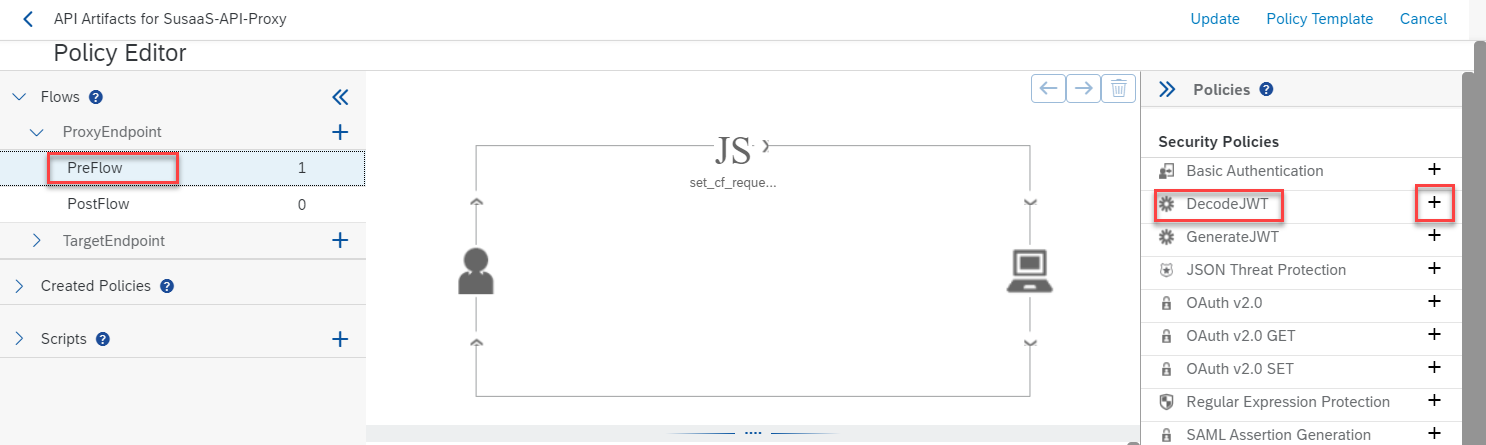 API Artifacts for SusaaS-API-Proxy
Update
Policy Template
Cancel
Policy Editor
Flows ?
ProxyEndpoint
PreFlow 1
PostFlow 0
TargetEndpoint
Created Policies ?
Scripts ?
JS
set_cf_reque...
Policies ?
Security Policies
Basic Authentication
DecodeJWT
GenerateJWT
JSON Threat Protection
OAuth v2.0
OAuth v2.0 GET
OAuth v2.0 SET
Regular Expression Protection
SAML Assertion Generation